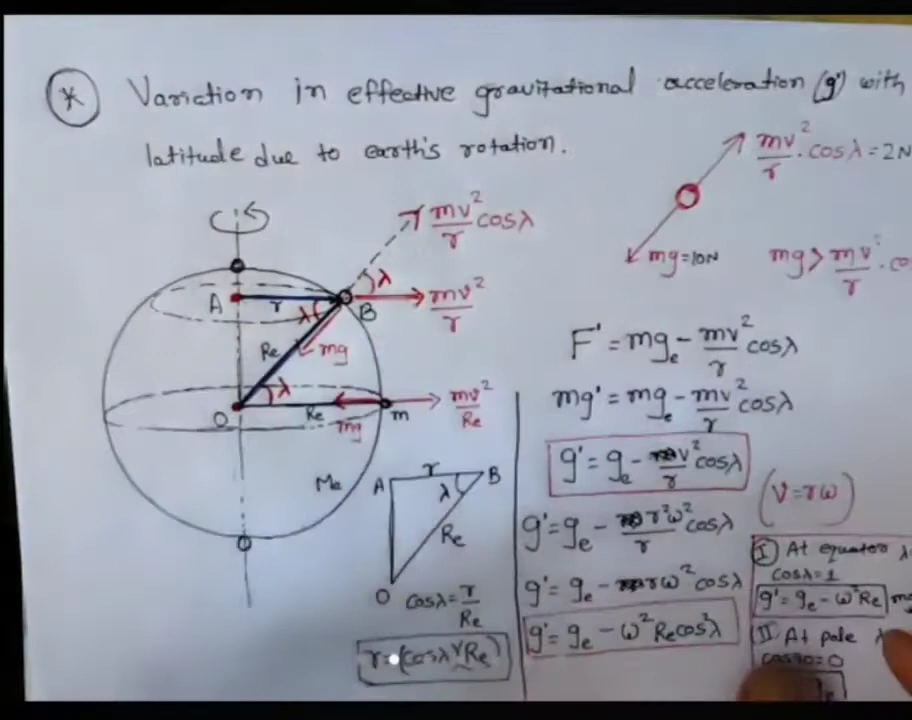 * Variation in effective gravitational acceleration (g') with
latitude due to earth's rotation.
mv²/r . cosλ = 2N
mg = 10N
mg > mv²/r . co
mv²/r cosλ
λ
A r B
mv²/r
λ
Re
mg
λ
O Re m
mg
mv²/Re
Me
A r B
λ
Re
O
cosλ = r/Re
r = (cosλ × Re)
F' = mge - mv²/r cosλ
mg' = mge - mv²/r cosλ
g' = ge - v²/r cosλ
(v = rω)
g' = ge - r²ω²/r cosλ
g' = ge - rω² cosλ
g' = ge - ω² Re cos²λ
I At equator λ
cosλ = 1
g' = ge - ω²Re
II At pole λ
cos90 = 0